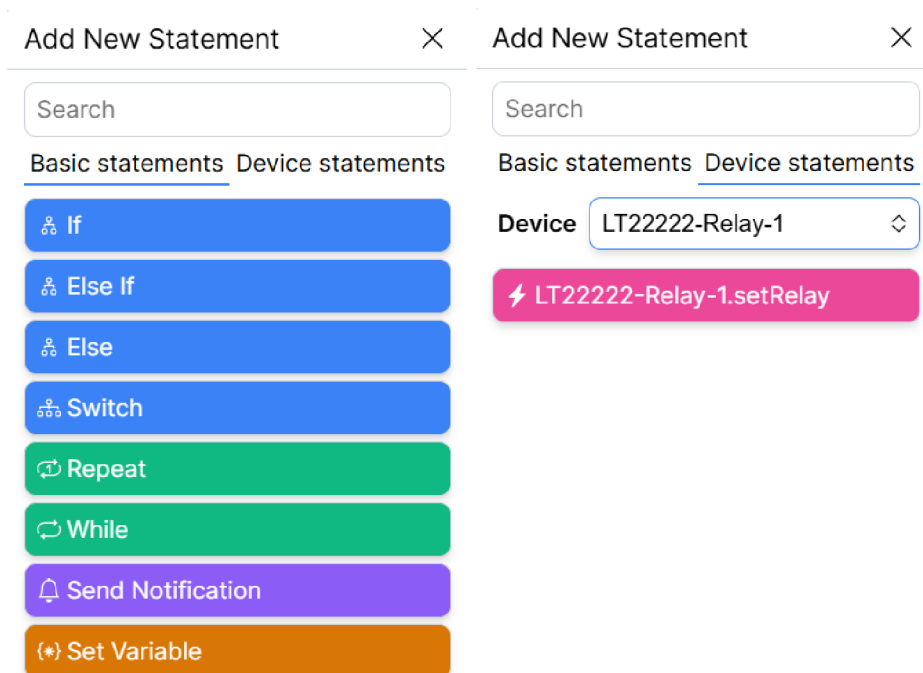 Add New Statement
Search
Basic statements Device statements
If
Else If
Else
Switch
Repeat
While
Send Notification
Set Variable
Add New Statement
Search
Basic statements Device statements
Device LT22222-Relay-1
LT22222-Relay-1.setRelay